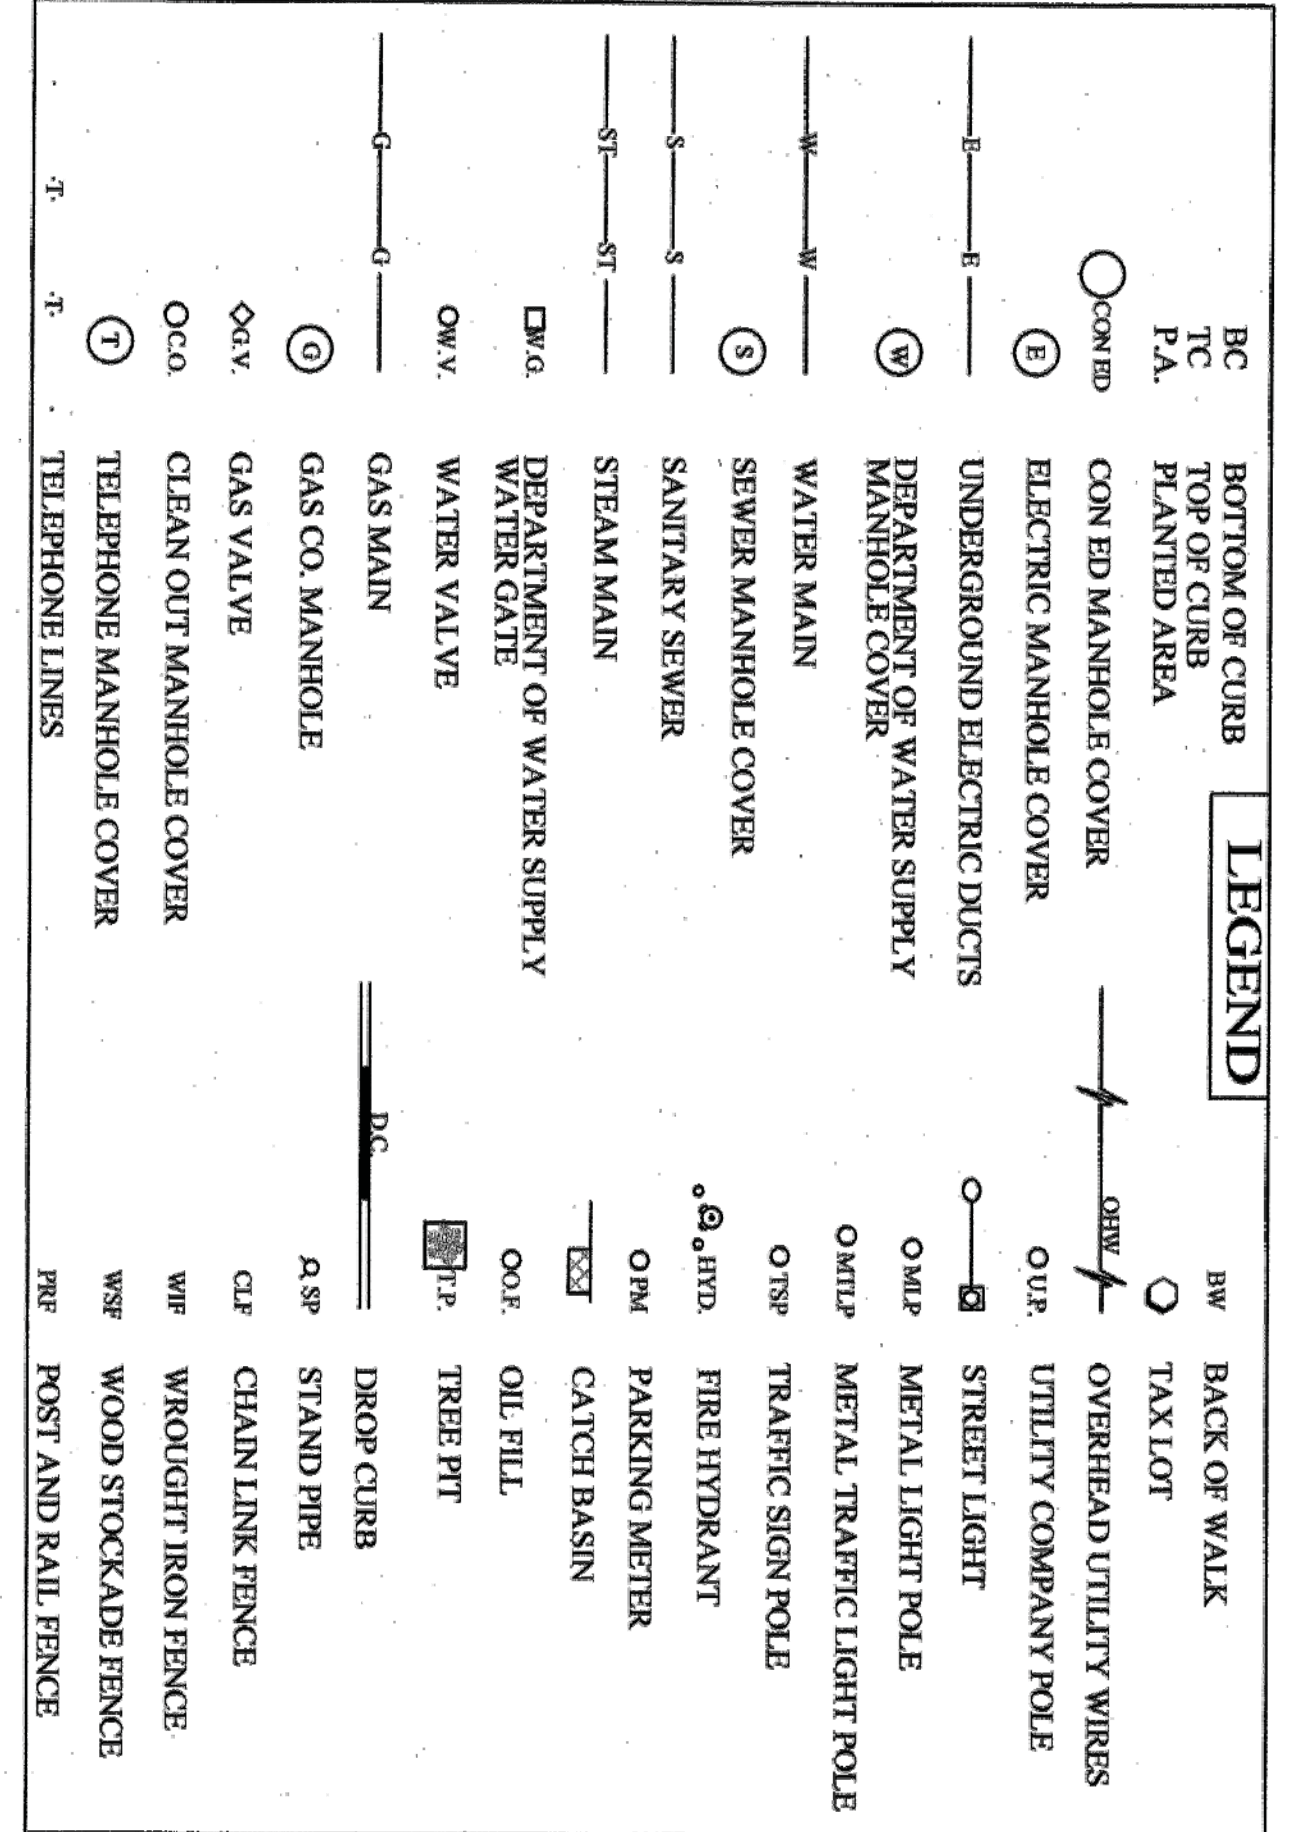 LEGEND
BC BOTTOM OF CURB
TC TOP OF CURB
P.A. PLANTED AREA
CON ED CON ED MANHOLE COVER
E ELECTRIC MANHOLE COVER
E E UNDERGROUND ELECTRIC DUCTS
W DEPARTMENT OF WATER SUPPLY
MANHOLE COVER
W W WATER MAIN
S SEWER MANHOLE COVER
S S SANITARY SEWER
ST ST STEAM MAIN
W.G. DEPARTMENT OF WATER SUPPLY
WATER GATE
W.V. WATER VALVE
G G GAS MAIN
G GAS CO. MANHOLE
G.V. GAS VALVE
C.O. CLEAN OUT MANHOLE COVER
T TELEPHONE MANHOLE COVER
T T TELEPHONE LINES
BW BACK OF WALK
TAX LOT
OHW OVERHEAD UTILITY WIRES
U.P. UTILITY COMPANY POLE
STREET LIGHT
MLP METAL LIGHT POLE
MTLP METAL TRAFFIC LIGHT POLE
TSP TRAFFIC SIGN POLE
HYD. FIRE HYDRANT
PM PARKING METER
CATCH BASIN
O.F. OIL FILL
T.P. TREE PIT
D.C. DROP CURB
SP STAND PIPE
CLF CHAIN LINK FENCE
WIF WROUGHT IRON FENCE
WSF WOOD STOCKADE FENCE
PRF POST AND RAIL FENCE